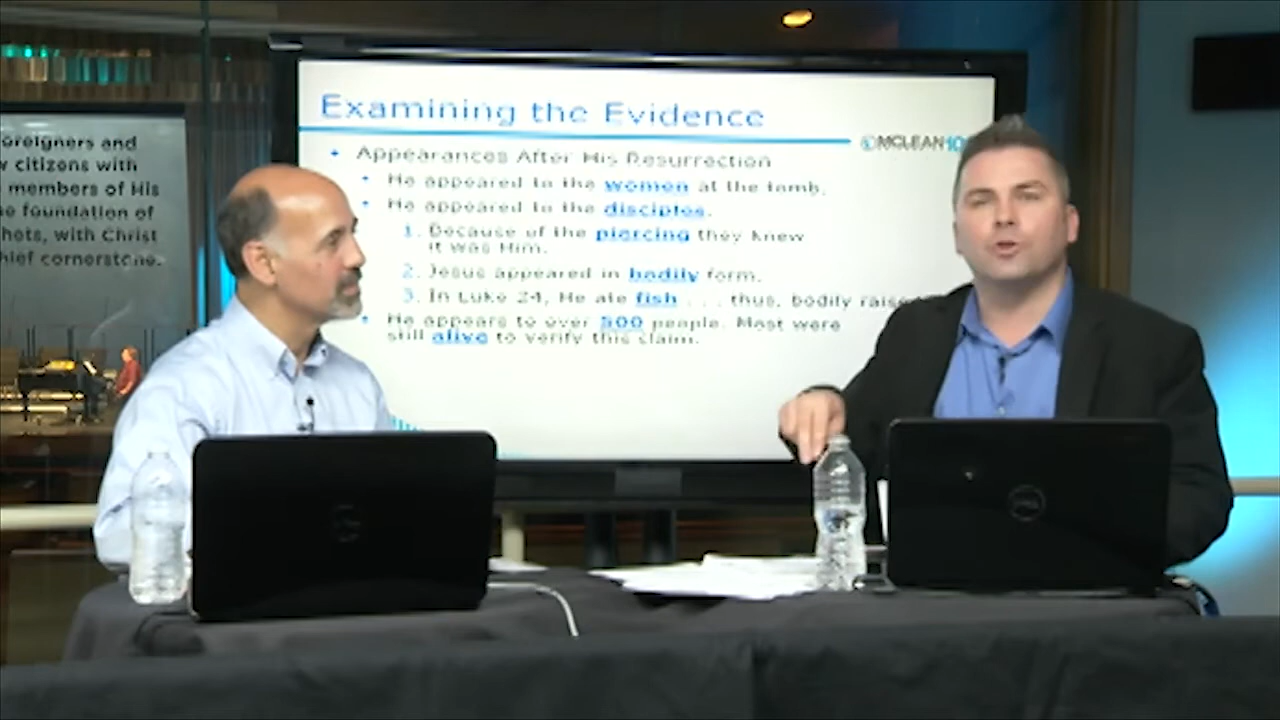 oreigners and
citizens with
members of His
e foundation of
hets, with Christ
hief cornerstone.
Examining the Evidence
MCLEAN10
• Appearances After His Resurrection
• He appeared to the women at the tomb.
• He appeared to the disciples.
1. Because of the piercing they knew
it was Him.
2. Jesus appeared in bodily form.
3. In Luke 24, He ate fish . . . thus, bodily raise
• He appears to over 500 people. Most were
still alive to verify this claim.
DELL